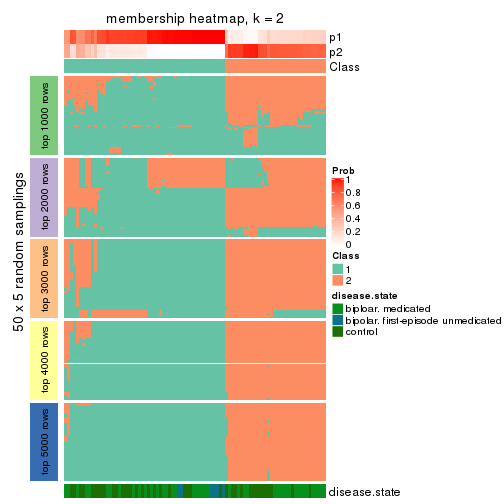 membership heatmap, k = 2
p1
p2
Class
50 x 5 random samplings
top 1000 rows
top 2000 rows
top 3000 rows
top 4000 rows
top 5000 rows
Prob
1
0.8
0.6
0.4
0.2
0
Class
1
2
disease.state
biploar. medicated
bipolar. first-episode unmedicated
control
disease.state